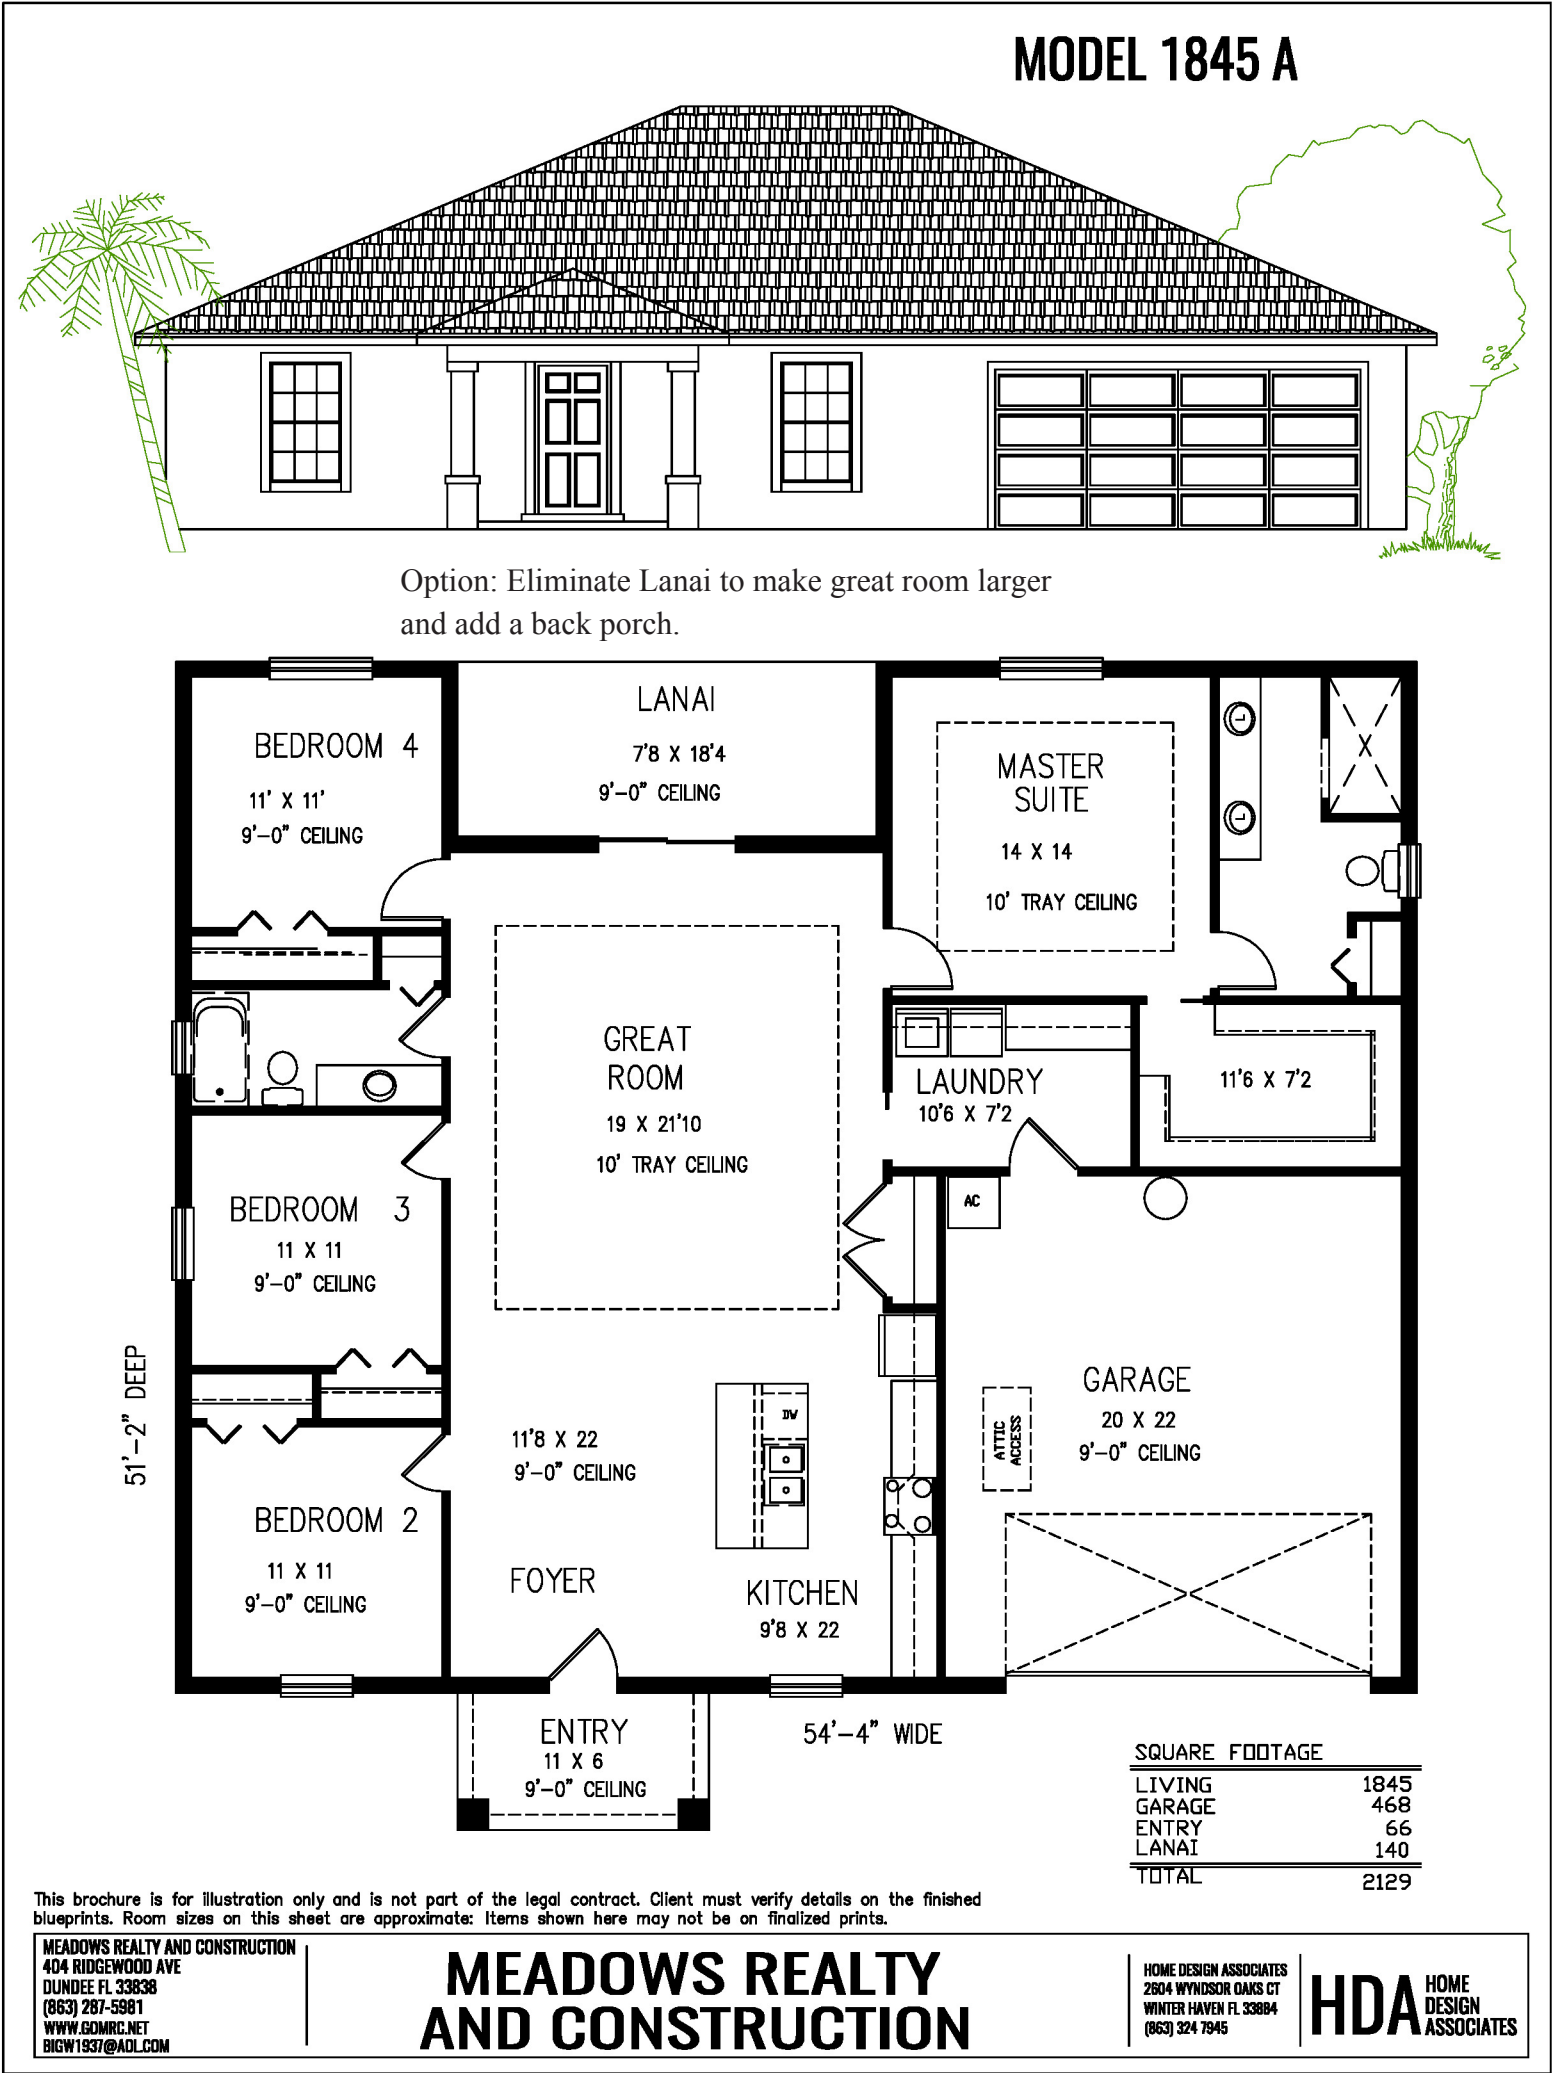 MODEL 1845 A
Option: Eliminate Lanai to make great room larger
and add a back porch.
LANAI
7'8 X 18'4
9'-0" CEILING
BEDROOM 4
11' X 11'
9'-0" CEILING
MASTER
SUITE
14 X 14
10' TRAY CEILING
X
GREAT
ROOM
19 X 21'10
10' TRAY CEILING
LAUNDRY
10'6 X 7'2
11'6 X 7'2
BEDROOM 3
11 X 11
9'-0" CEILING
AC
51'-2" DEEP
GARAGE
20 X 22
9'-0" CEILING
ATTIC
ACCESS
DW
11'8 X 22
9'-0" CEILING
BEDROOM 2
11 X 11
9'-0" CEILING
FOYER
KITCHEN
9'8 X 22
ENTRY
11 X 6
9'-0" CEILING
54'-4" WIDE
SQUARE FOOTAGE
LIVING 1845
GARAGE 468
ENTRY 66
LANAI 140
TOTAL 2129
This brochure is for illustration only and is not part of the legal contract. Client must verify details on the finished
blueprints. Room sizes on this sheet are approximate: Items shown here may not be on finalized prints.
MEADOWS REALTY AND CONSTRUCTION
404 RIDGEWOOD AVE
DUNDEE FL 33838
(863) 287-5981
WWW.GOMRC.NET
BIGW1937@AOL.COM
MEADOWS REALTY
AND CONSTRUCTION
HOME DESIGN ASSOCIATES
2604 WYNDSOR OAKS CT
WINTER HAVEN FL 33884
(863) 324 7945
HDA HOME
DESIGN
ASSOCIATES